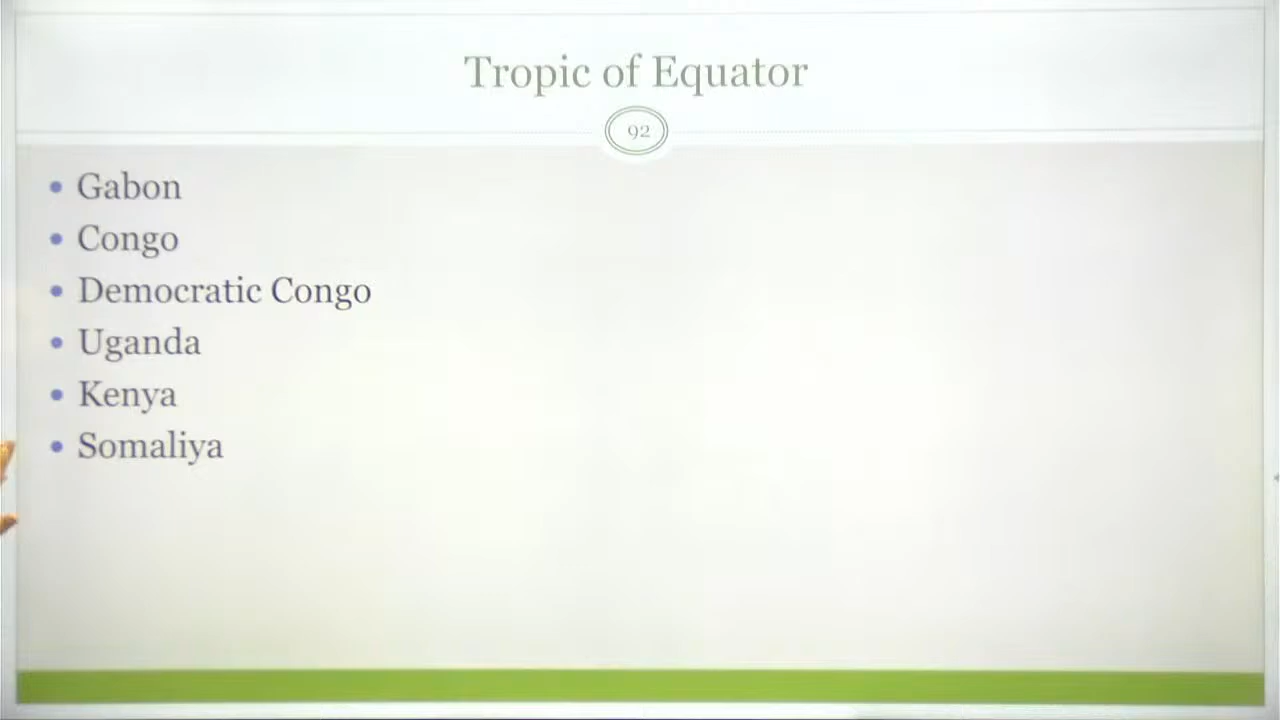 Tropic of Equator
92
• Gabon
• Congo
• Democratic Congo
• Uganda
• Kenya
• Somaliya